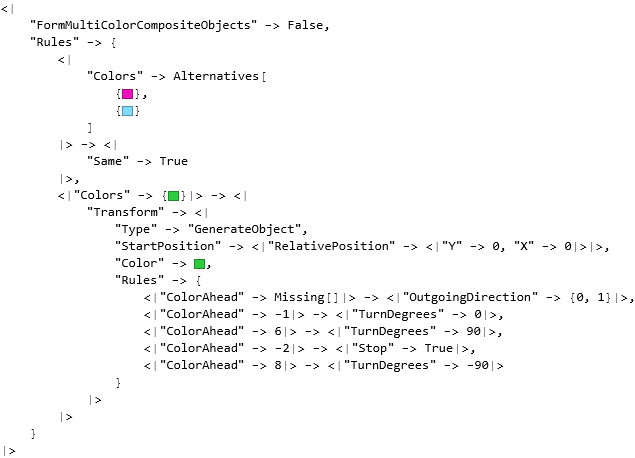 <|
"FormMultiColorCompositeObjects" -> False,
"Rules" -> {
<|
"Colors" -> Alternatives[
{■},
{■}
]
|> -> <|
"Same" -> True
|>,
<|"Colors" -> {■}|> -> <|
"Transform" -> <|
"Type" -> "GenerateObject",
"StartPosition" -> <|"RelativePosition" -> <|"Y" -> 0, "X" -> 0|>|>,
"Color" -> ■,
"Rules" -> {
<|"ColorAhead" -> Missing[]|> -> <|"OutgoingDirection" -> {0, 1}|>,
<|"ColorAhead" -> -1|> -> <|"TurnDegrees" -> 0|>,
<|"ColorAhead" -> 6|> -> <|"TurnDegrees" -> 90|>,
<|"ColorAhead" -> -2|> -> <|"Stop" -> True|>,
<|"ColorAhead" -> 8|> -> <|"TurnDegrees" -> -90|>
}
|>
|>
}
|>